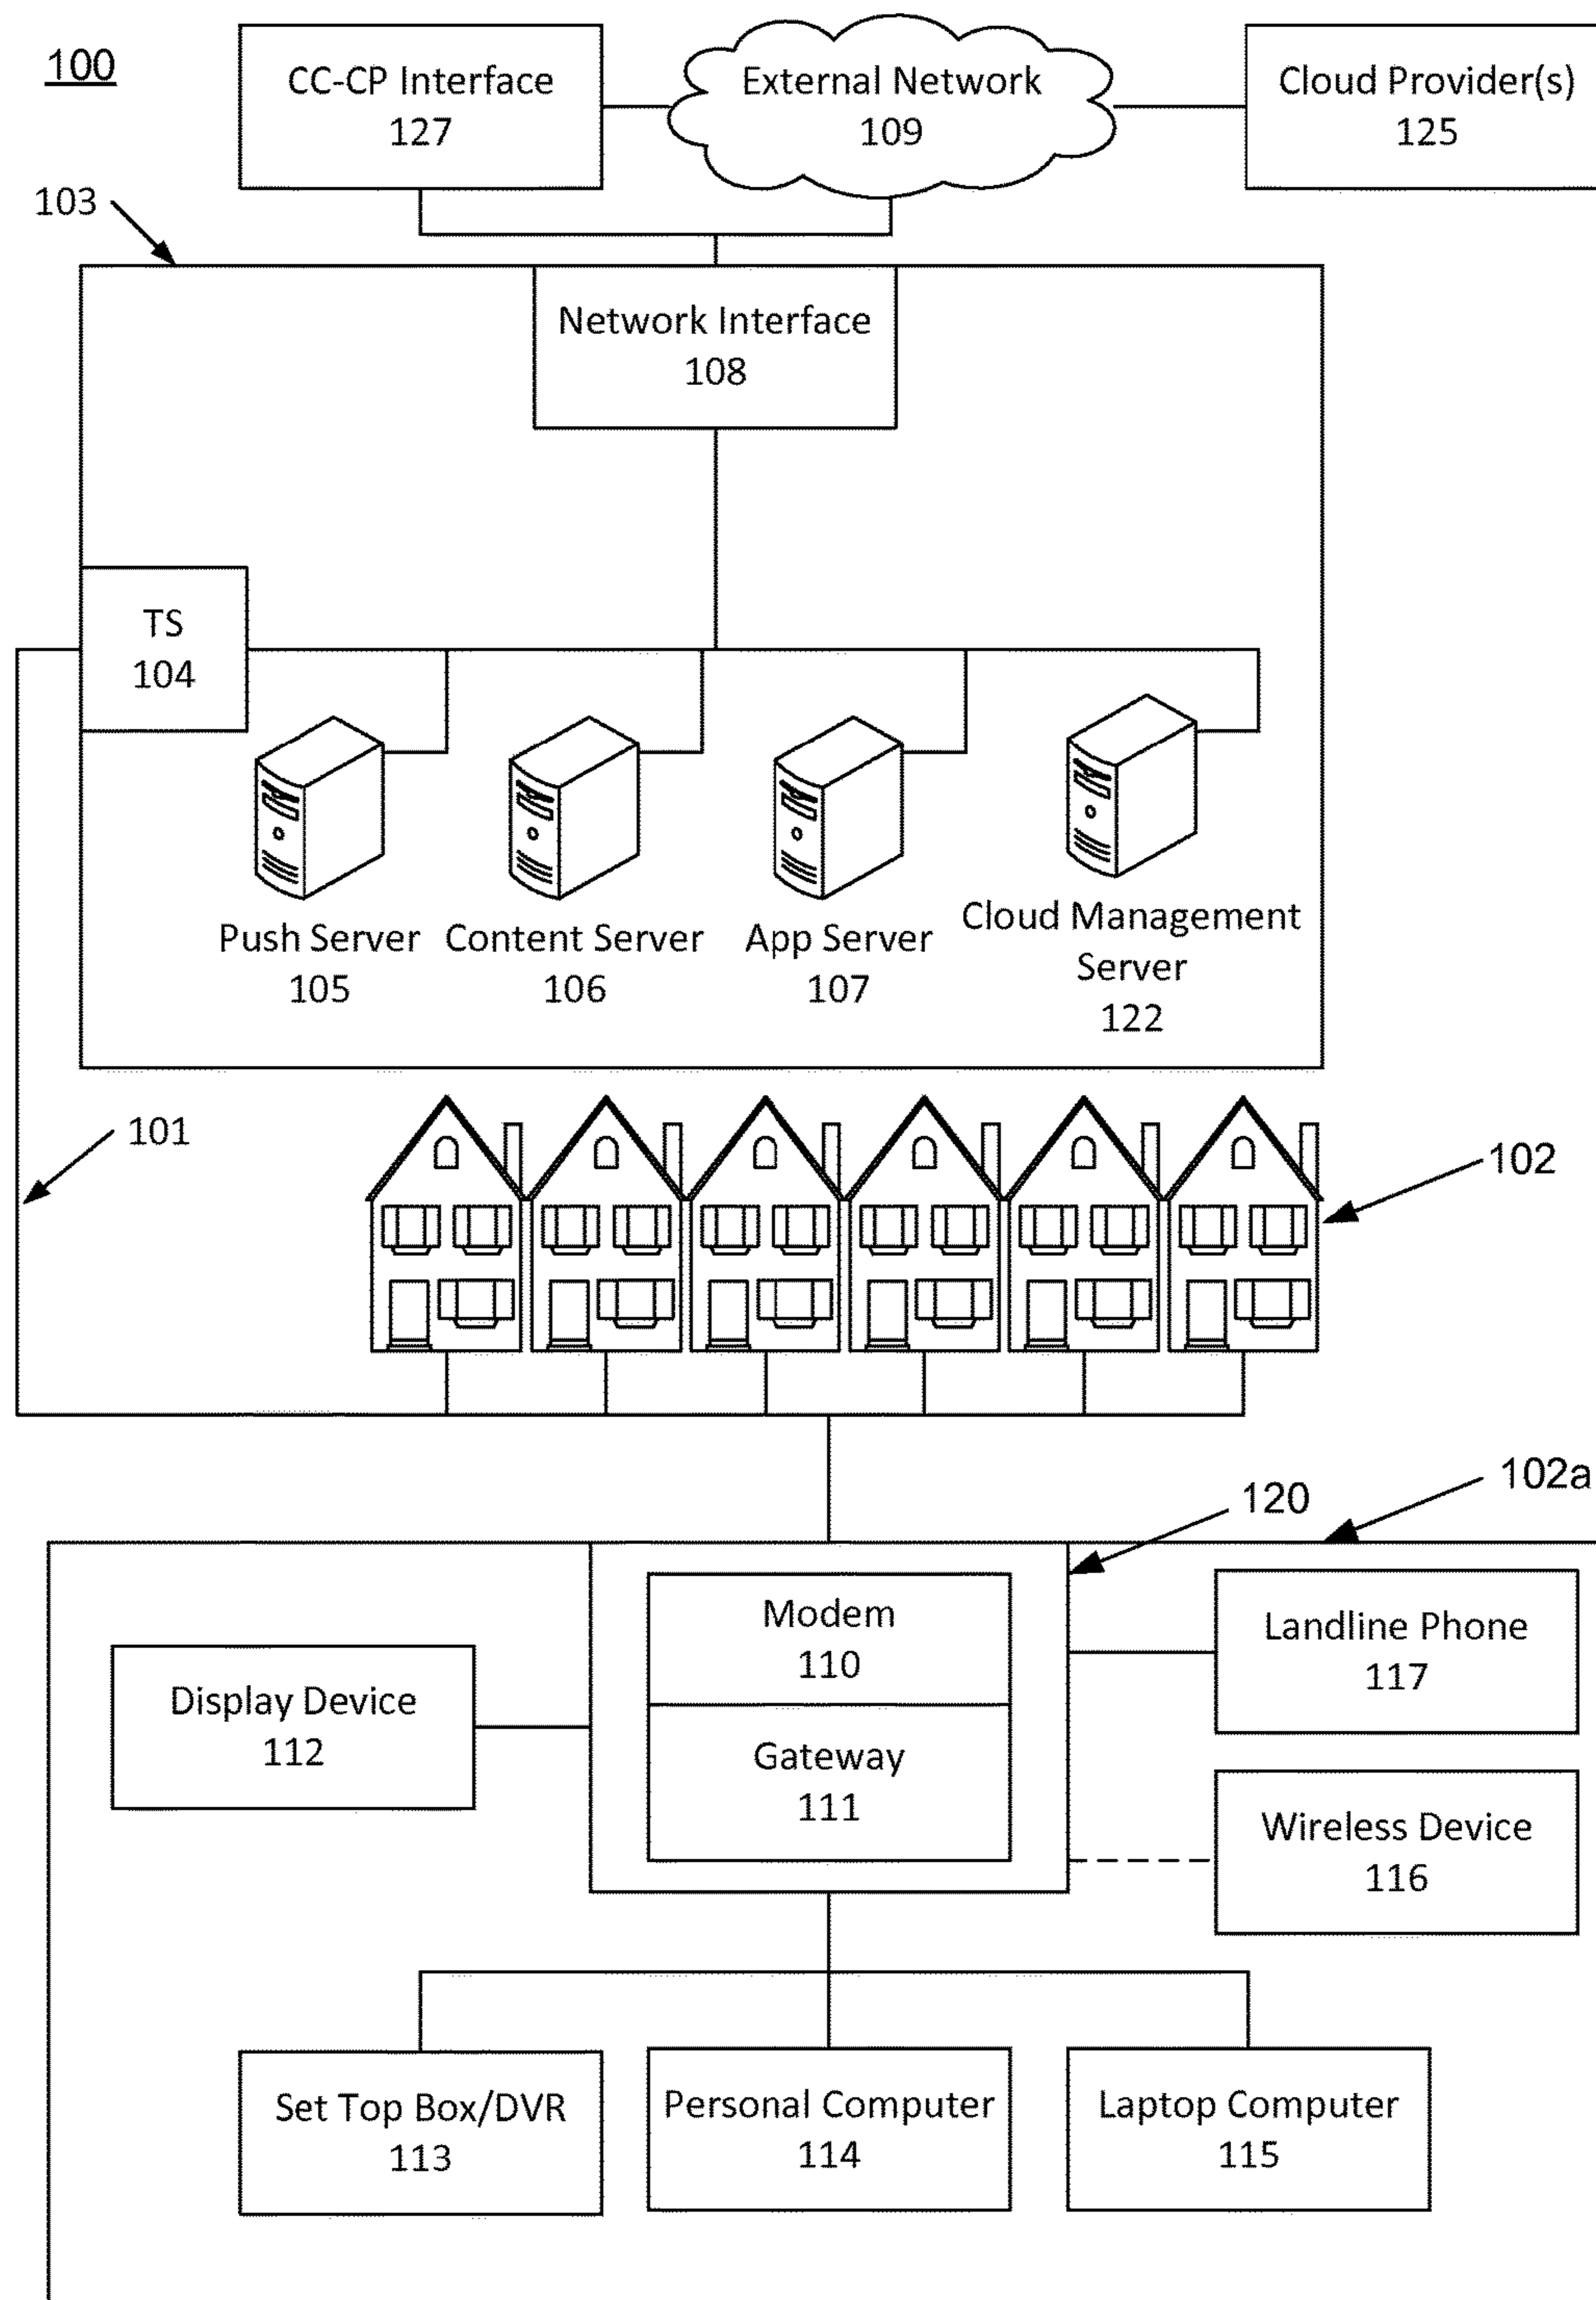 100
CC-CP Interface
127
External Network
109
Cloud Provider(s)
125
103
Network Interface
108
TS
104
Push Server
105
Content Server
106
App Server
107
Cloud Management
Server
122
101
102
102a
120
Modem
110
Gateway
111
Display Device
112
Landline Phone
117
Wireless Device
116
Set Top Box/DVR
113
Personal Computer
114
Laptop Computer
115